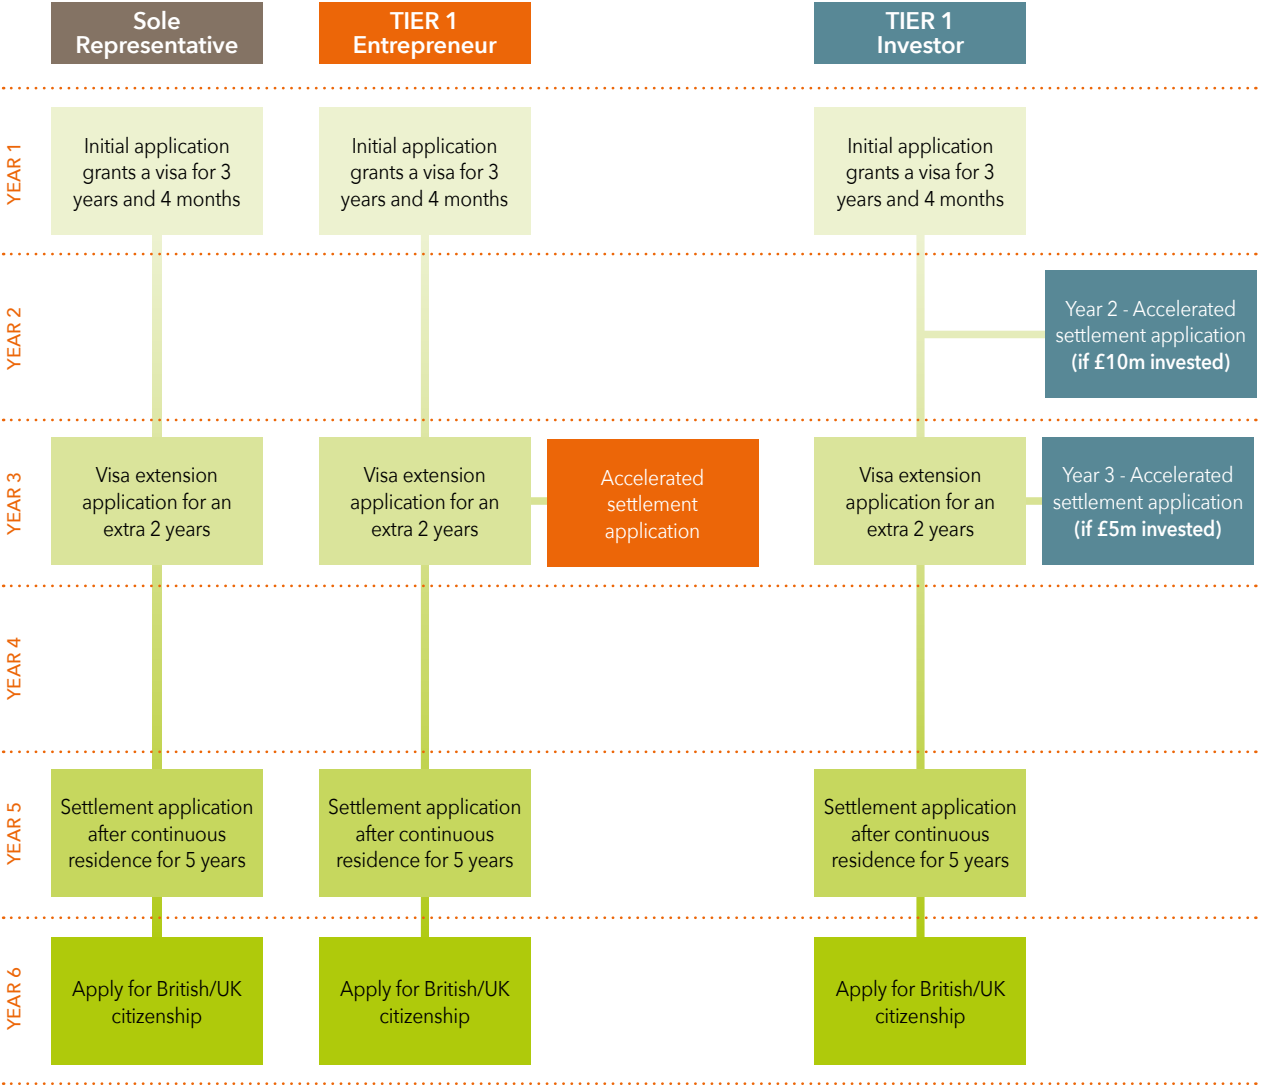 Sole
Representative
TIER 1
Entrepreneur
TIER 1
Investor
YEAR 1
Initial application
grants a visa for 3
years and 4 months
Initial application
grants a visa for 3
years and 4 months
Initial application
grants a visa for 3
years and 4 months
YEAR 2
Year 2 - Accelerated
settlement application
(if £10m invested)
YEAR 3
Visa extension
application for an
extra 2 years
Visa extension
application for an
extra 2 years
Accelerated
settlement
application
Visa extension
application for an
extra 2 years
Year 3 - Accelerated
settlement application
(if £5m invested)
YEAR 4
YEAR 5
Settlement application
after continuous
residence for 5 years
Settlement application
after continuous
residence for 5 years
Settlement application
after continuous
residence for 5 years
YEAR 6
Apply for British/UK
citizenship
Apply for British/UK
citizenship
Apply for British/UK
citizenship